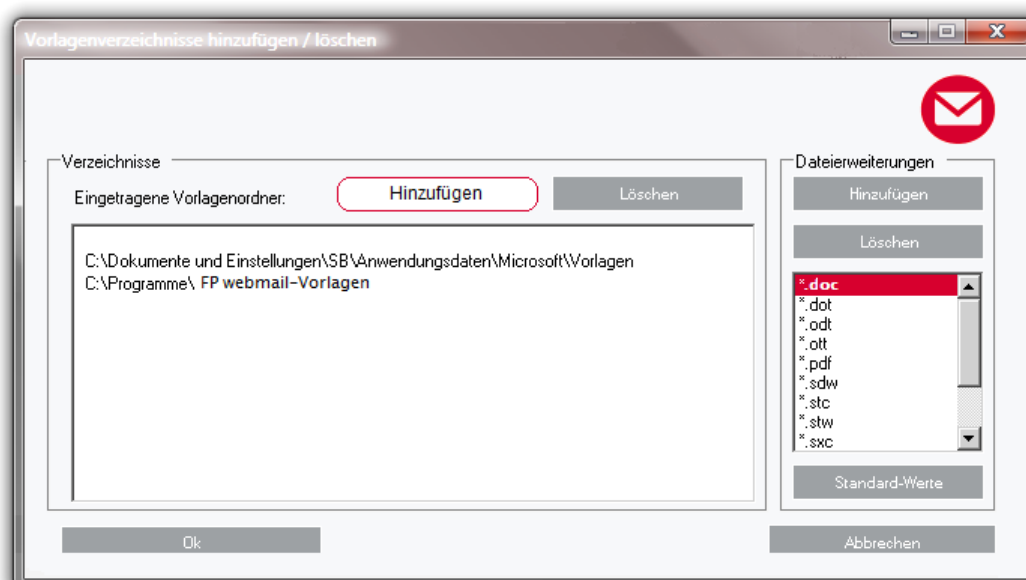 Vorlagenverzeichnisse hinzufügen / löschen
Verzeichnisse
Eingetragene Vorlagenordner:
Hinzufügen
Löschen
C:\Dokumente und Einstellungen\SB\Anwendungsdaten\Microsoft\Vorlagen
C:\Programme\ FP webmail-Vorlagen
Dateierweiterungen
Hinzufügen
Löschen
*.doc
*.dot
*.odt
*.ott
*.pdf
*.sdw
*.stc
*.stw
*.sxc
Standard-Werte
Ok
Abbrechen